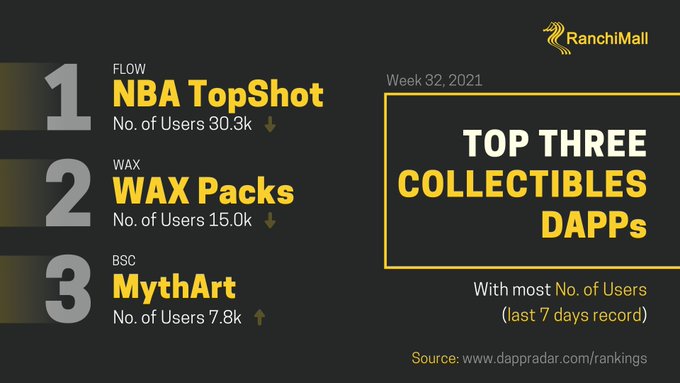 RanchiMall
Week 32, 2021
TOP THREE
COLLECTIBLES
DAPPs
With most No. of Users
(last 7 days record)
Source: www.dappradar.com/rankings
1
FLOW
NBA TopShot
No. of Users 30.3k
2
WAX
WAX Packs
No. of Users 15.0k
3
BSC
MythArt
No. of Users 7.8k